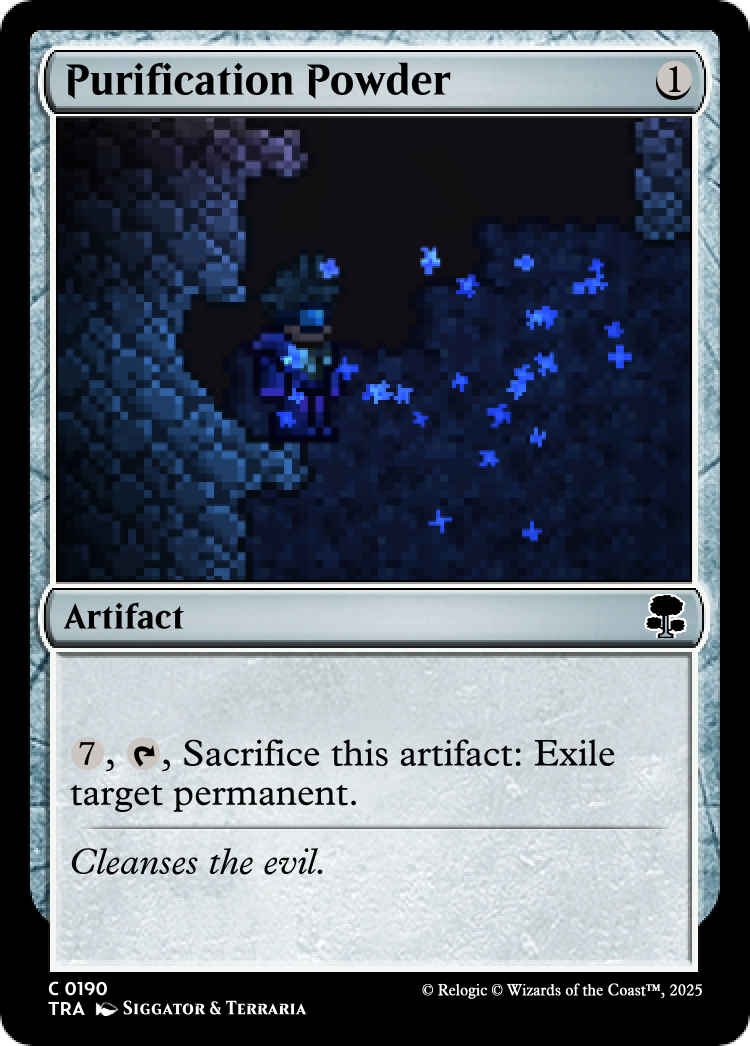 Purification Powder 1
Artifact
7, , Sacrifice this artifact: Exile
target permanent.
Cleanses the evil.
C 0190
TRA Siggator & Terraria
© Relogic © Wizards of the Coast™, 2025